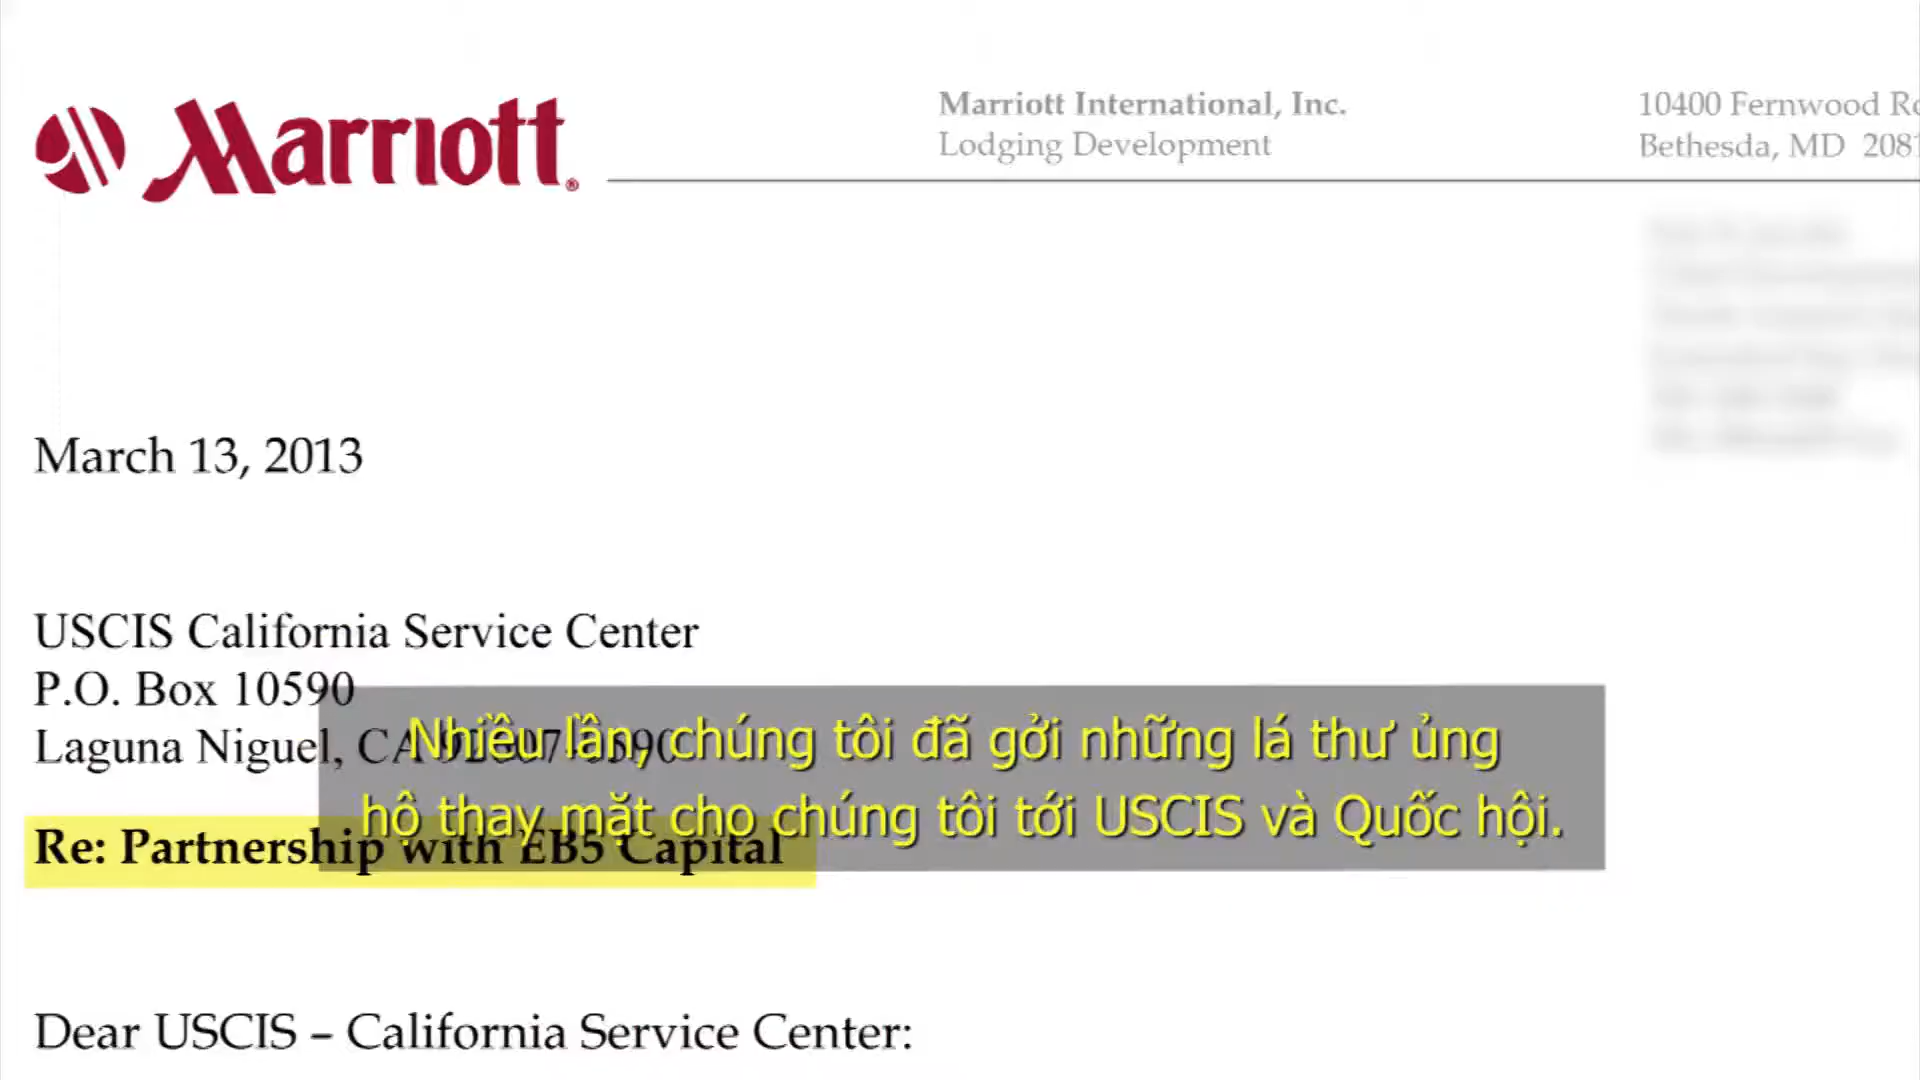 Marriott®
Marriott International, Inc.
Lodging Development
10400 Fernwood
Bethesda, MD
March 13, 2013
USCIS California Service Center
P.O. Box 10590
Laguna Niguel, CA
Re: Partnership with EB5 Capital
Nhiều lần, chúng tôi đã gởi những lá thư ủng
hộ thay mặt cho chúng tôi tới USCIS và Quốc hội.
Dear USCIS – California Service Center: